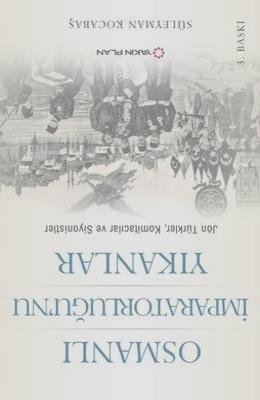 OSMANLI
İMPARATORLUĞU'NU
YIKANLAR
Jön Türkler, Komitacılar ve Siyonistler
YAKIN PLAN
SÜLEYMAN KOCABAŞ
3. BASKI